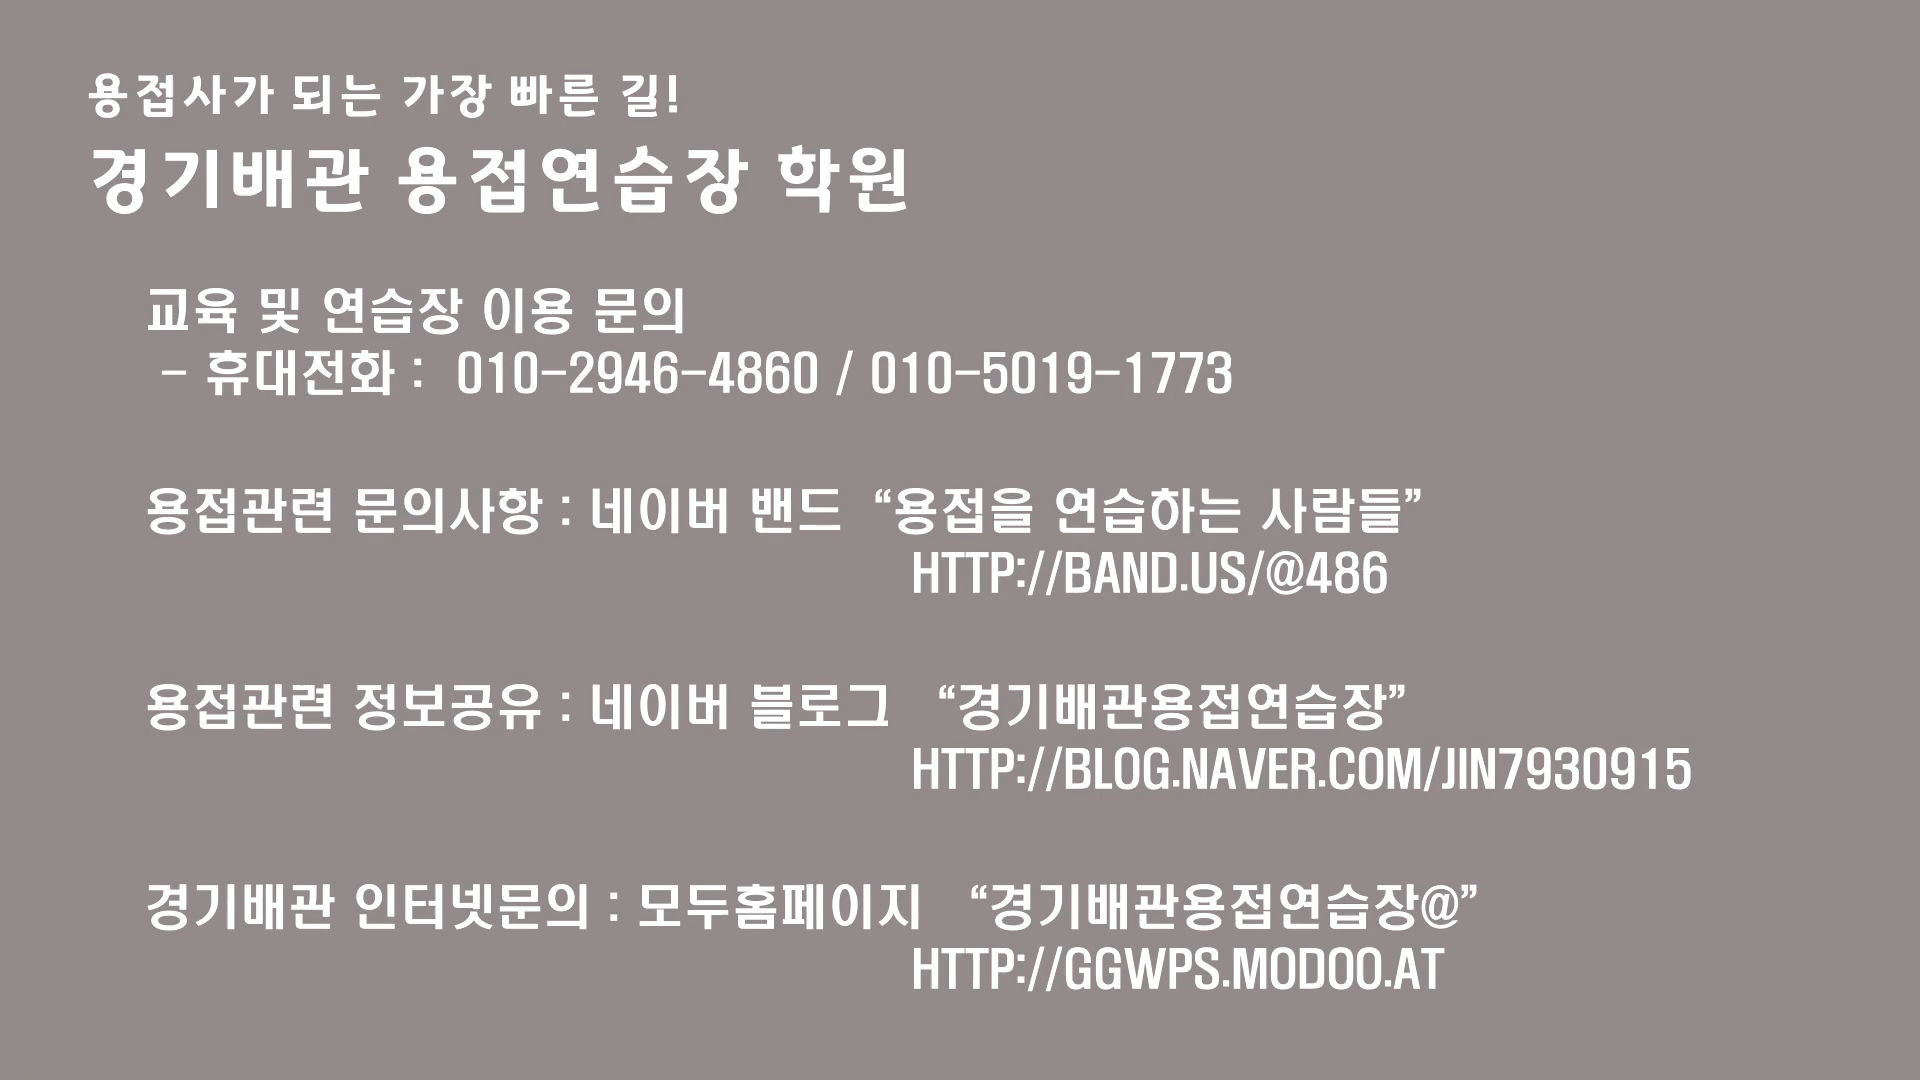 용접사가 되는 가장 빠른 길!
경기배관 용접연습장 학원
교육 및 연습장 이용 문의
- 휴대전화 : 010-2946-4860 / 010-5019-1773
용접관련 문의사항 : 네이버 밴드 “용접을 연습하는 사람들”
HTTP://BAND.US/@486
용접관련 정보공유 : 네이버 블로그 “경기배관용접연습장”
HTTP://BLOG.NAVER.COM/JIN7930915
경기배관 인터넷문의 : 모두홈페이지 “경기배관용접연습장@”
HTTP://GGWPS.MODOO.AT